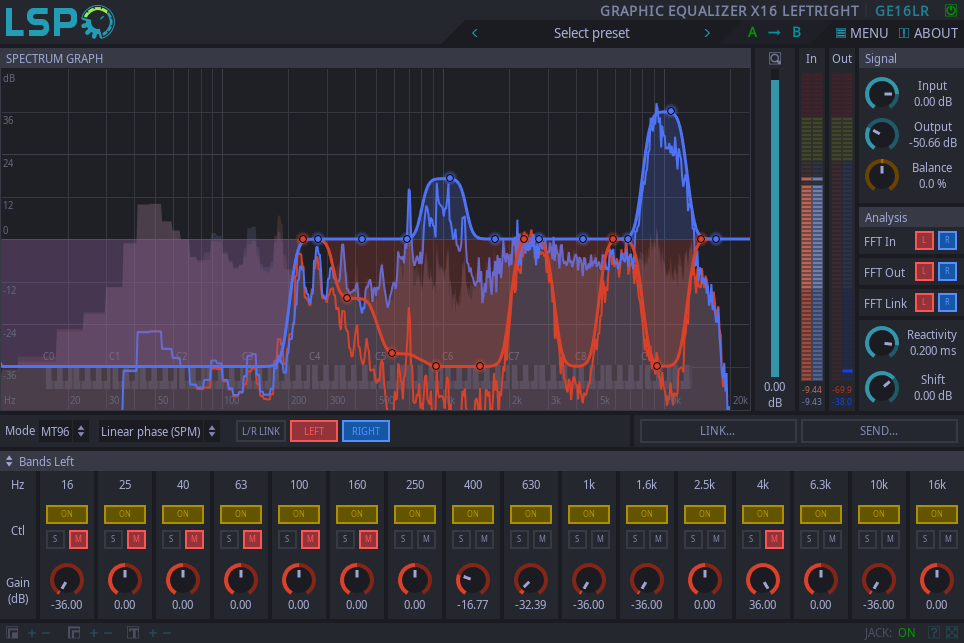 LSP
GRAPHIC EQUALIZER X16 LEFTRIGHT GE16LR
Select preset A B MENU ABOUT
SPECTRUM GRAPH
In Out Signal
dB
36
24
12
0
-12
-24
-36
Hz 20 30 50 100 200 300 2k 3k 5k 20k
C0 C1 C2 C4 C6 C7 C8
0.00
dB
-9.44
-9.43
-69.9
-38.0
Input
0.00 dB
Output
-50.66 dB
Balance
0.0 %
Analysis
FFT In L R
FFT Out L R
FFT Link L R
Reactivity
0.200 ms
Shift
0.00 dB
Mode MT96 Linear phase (SPM) L/R LINK LEFT RIGHT LINK... SEND...
Bands Left
Hz 16 25 40 63 100 160 250 400 630 1k 1.6k 2.5k 4k 6.3k 10k 16k
ON ON ON ON ON ON ON ON ON ON ON ON ON ON ON ON
Ctl
S M S M S M S M S M S M S M S M S M S M S M S M S M S M S M S M
Gain
(dB)
-36.00 0.00 0.00 0.00 0.00 0.00 0.00 -16.77 -32.39 -36.00 -36.00 0.00 36.00 0.00 -36.00 0.00
JACK: ON